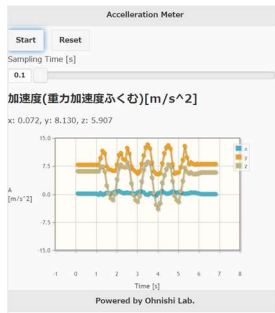 Accelleration Meter
Start Reset
Sampling Time [s]
0.1
加速度(重力加速度ふくむ)[m/s^2]
x: 0.072, y: 8.130, z: 5.907
15.0
7.5
0.0
-7.5
-15.0
A
[m/s^2]
x
y
z
-1 0 1 2 3 4 5 6 7 8
Time [s]
Powered by Ohnishi Lab.